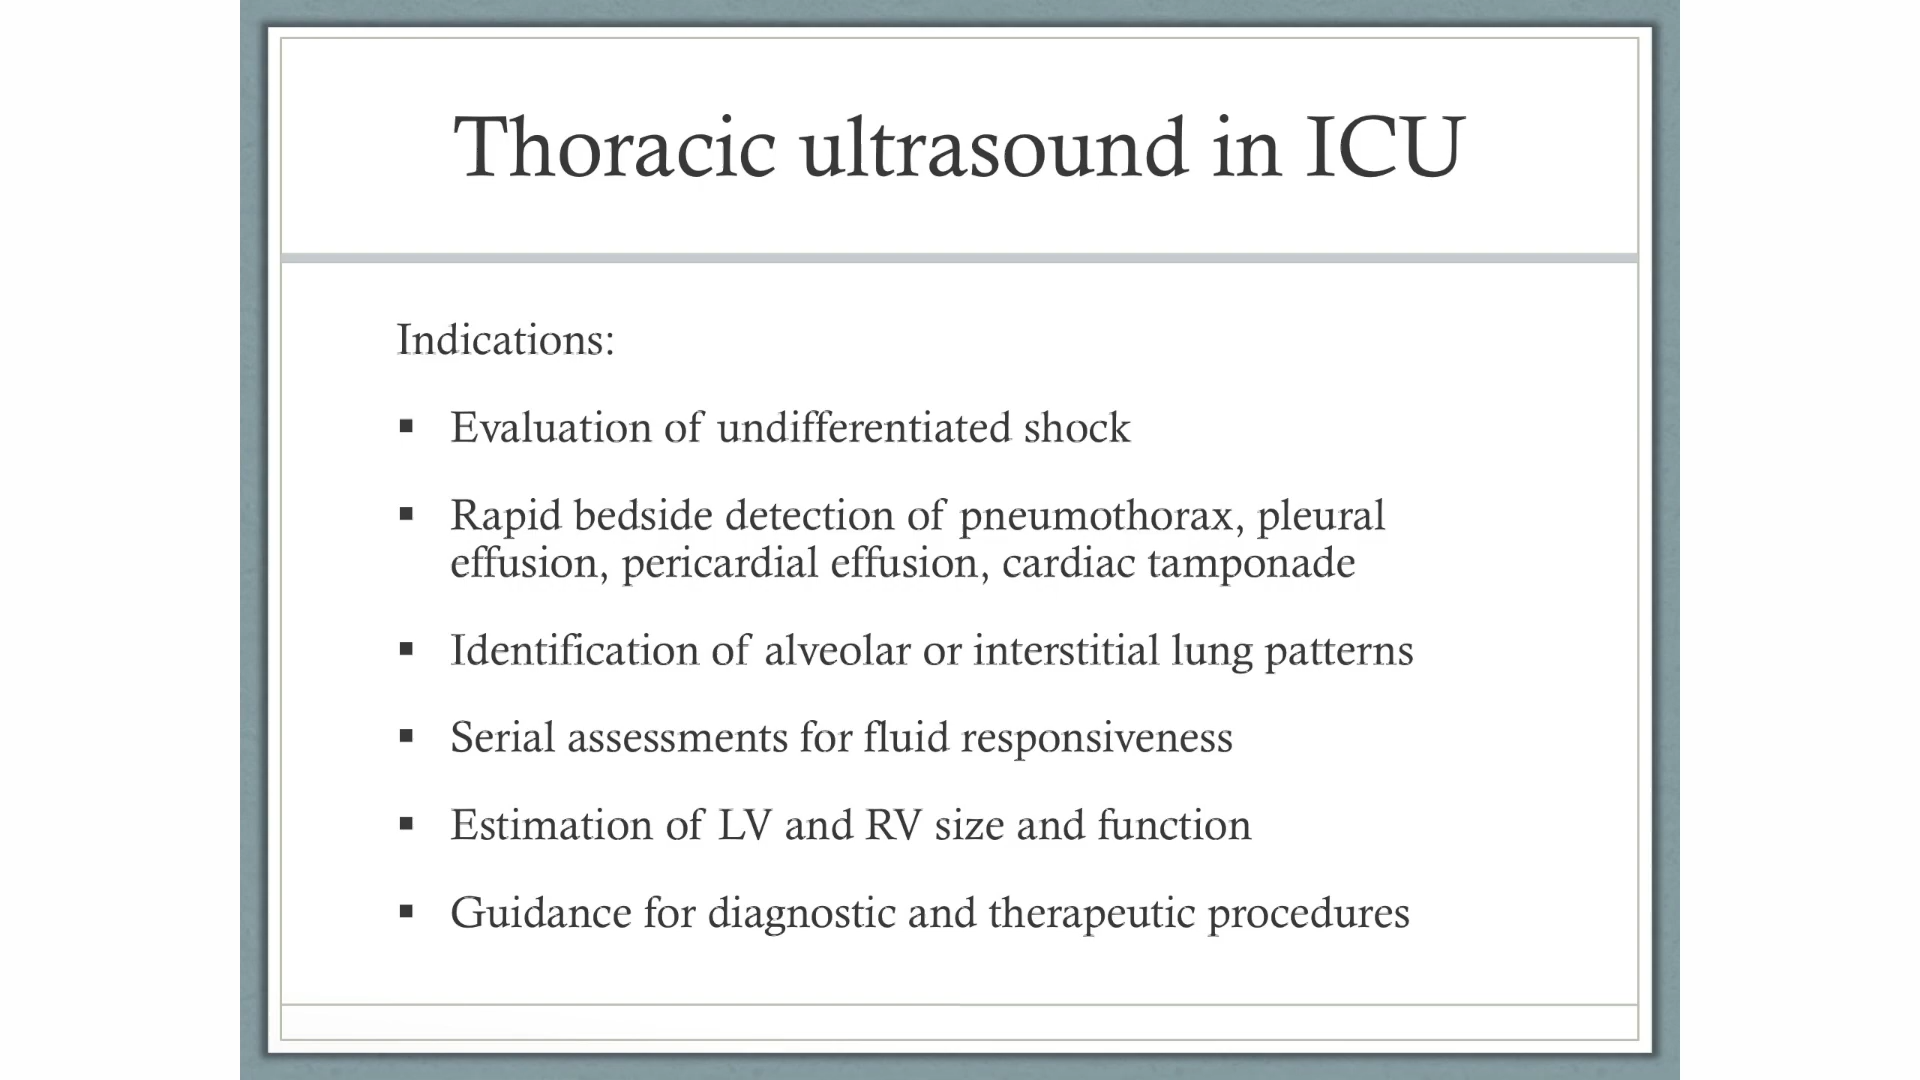 Thoracic ultrasound in ICU
Indications:
▪ Evaluation of undifferentiated shock
▪ Rapid bedside detection of pneumothorax, pleural
effusion, pericardial effusion, cardiac tamponade
▪ Identification of alveolar or interstitial lung patterns
▪ Serial assessments for fluid responsiveness
▪ Estimation of LV and RV size and function
▪ Guidance for diagnostic and therapeutic procedures